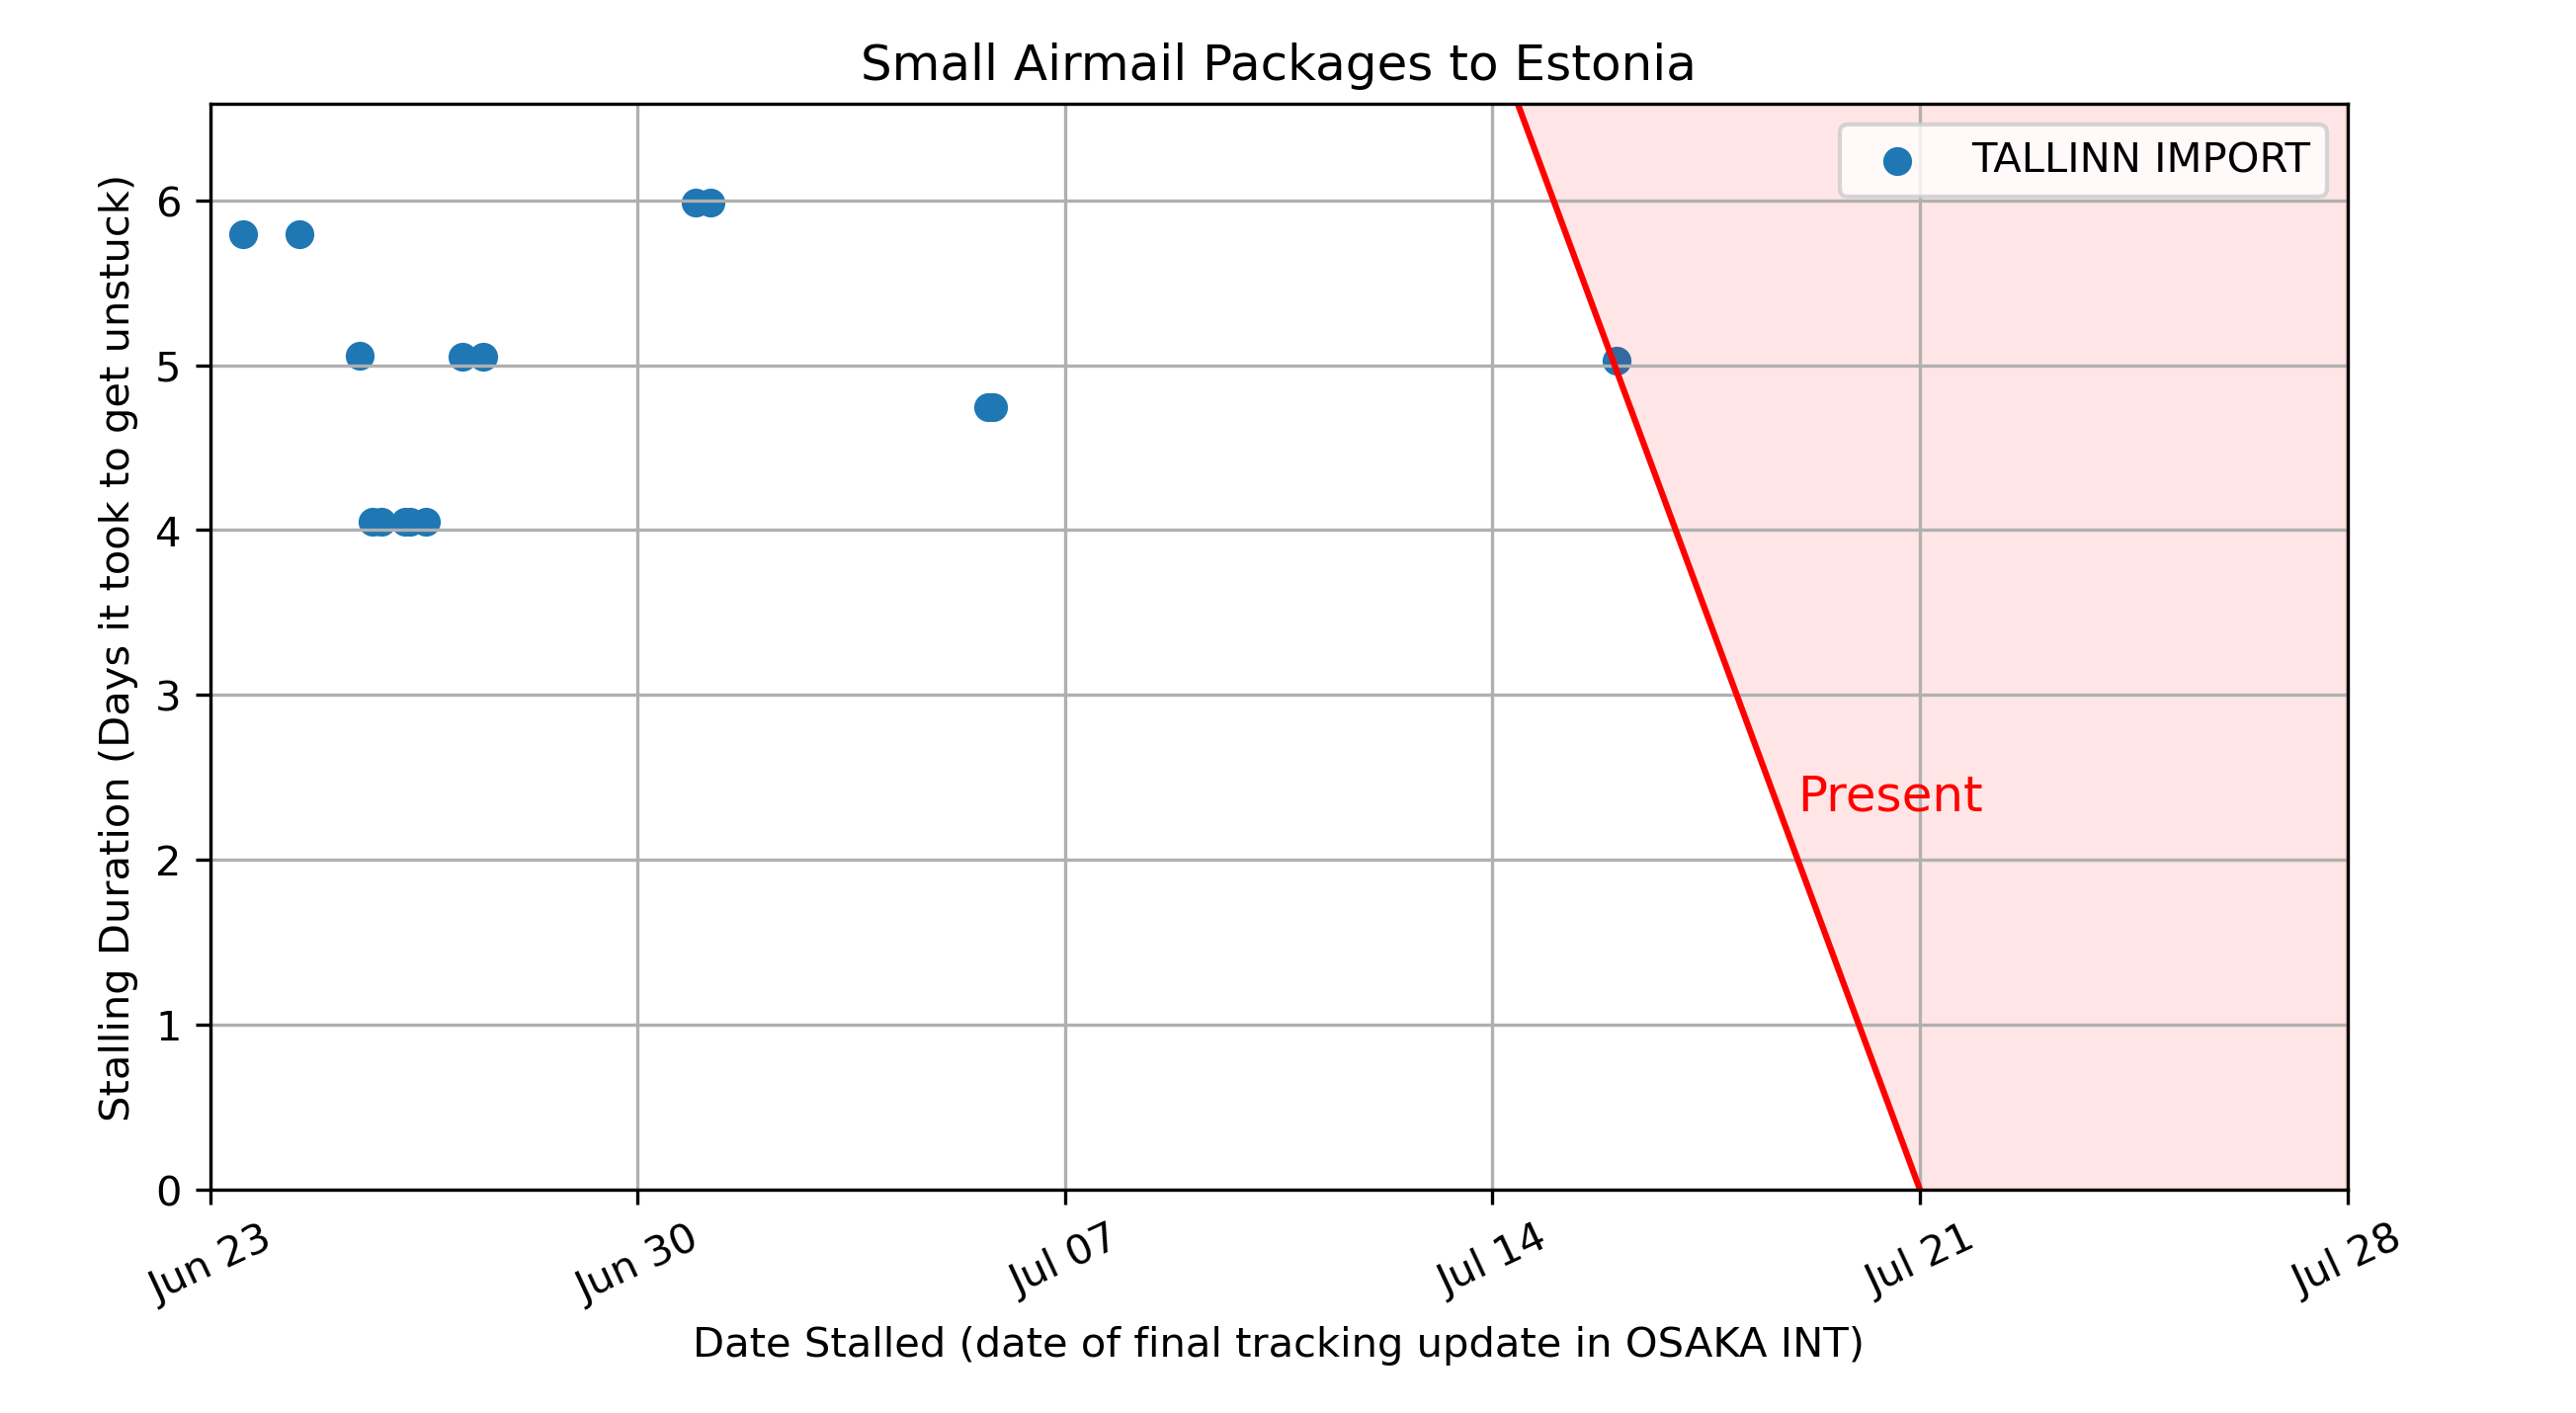 Small Airmail Packages to Estonia
TALLINN IMPORT
Stalling Duration (Days it took to get unstuck)
6
5
4
3
2
1
0
Present
Jun 23
Jun 30
Jul 07
Jul 14
Jul 21
Jul 28
Date Stalled (date of final tracking update in OSAKA INT)